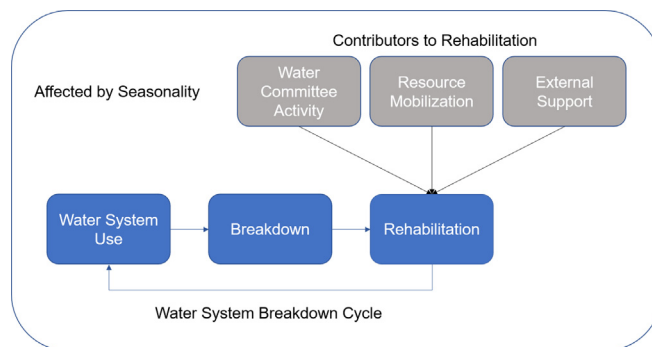 Contributors to Rehabilitation
Water
Committee
Activity
Resource
Mobilization
External
Support
Affected by Seasonality
Water System
Use
Breakdown
Rehabilitation
Water System Breakdown Cycle